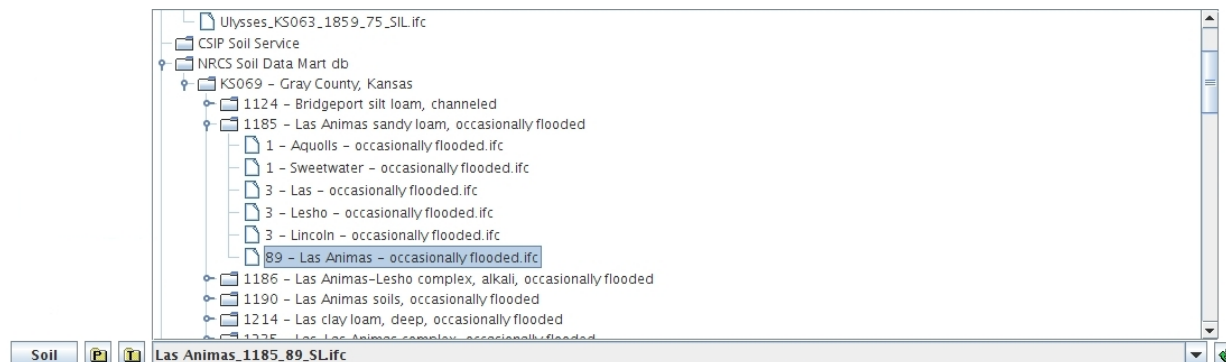 Ulysses_KS063_1859_75_SIL.ifc
CSIP Soil Service
NRCS Soil Data Mart db
KS069 - Gray County, Kansas
1124 - Bridgeport silt loam, channeled
1185 - Las Animas sandy loam, occasionally flooded
1 - Aquolls - occasionally flooded.ifc
1 - Sweetwater - occasionally flooded.ifc
3 - Las - occasionally flooded.ifc
3 - Lesho - occasionally flooded.ifc
3 - Lincoln - occasionally flooded.ifc
89 - Las Animas - occasionally flooded.ifc
1186 - Las Animas-Lesho complex, alkali, occasionally flooded
1190 - Las Animas soils, occasionally flooded
1214 - Las clay loam, deep, occasionally flooded
Soil P T Las Animas_1185_89_SL.ifc